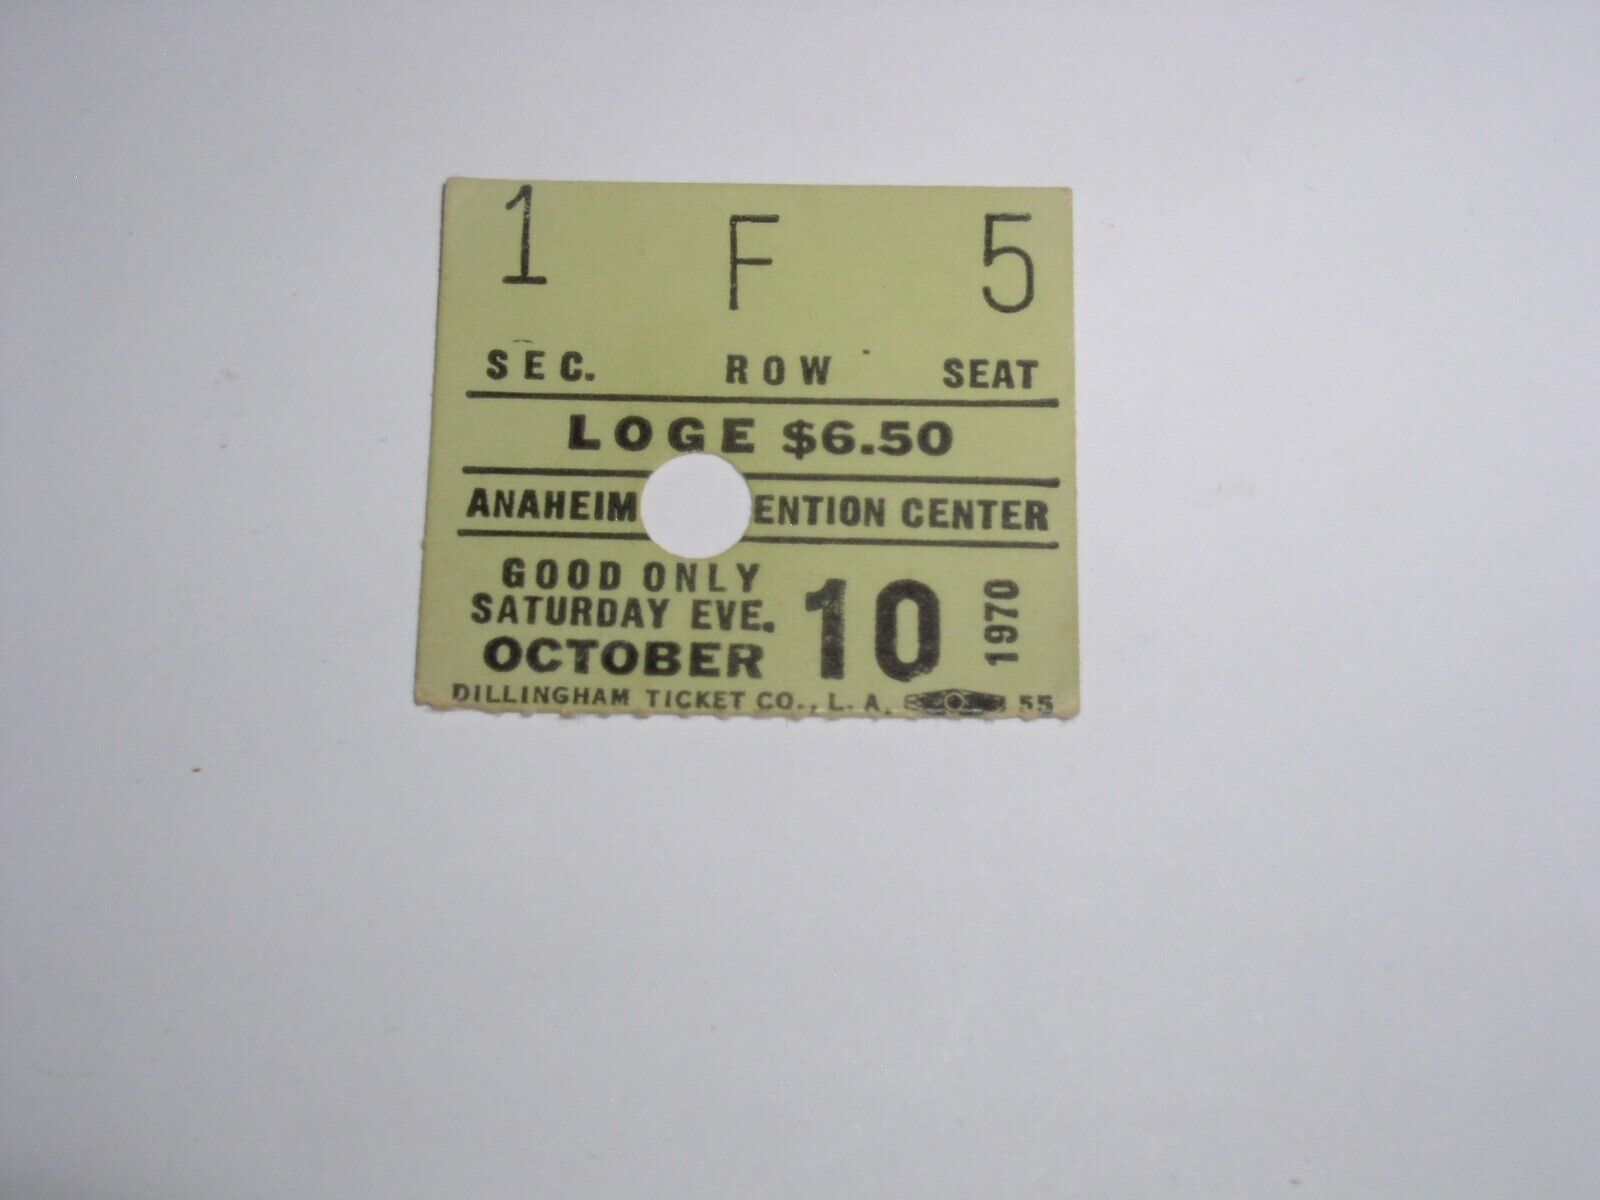 1 F 5
SEC. ROW SEAT
LOGE $6.50
ANAHEIM ENTION CENTER
GOOD ONLY
SATURDAY EVE.
OCTOBER 10 1970
DILLINGHAM TICKET CO., L. A. 55